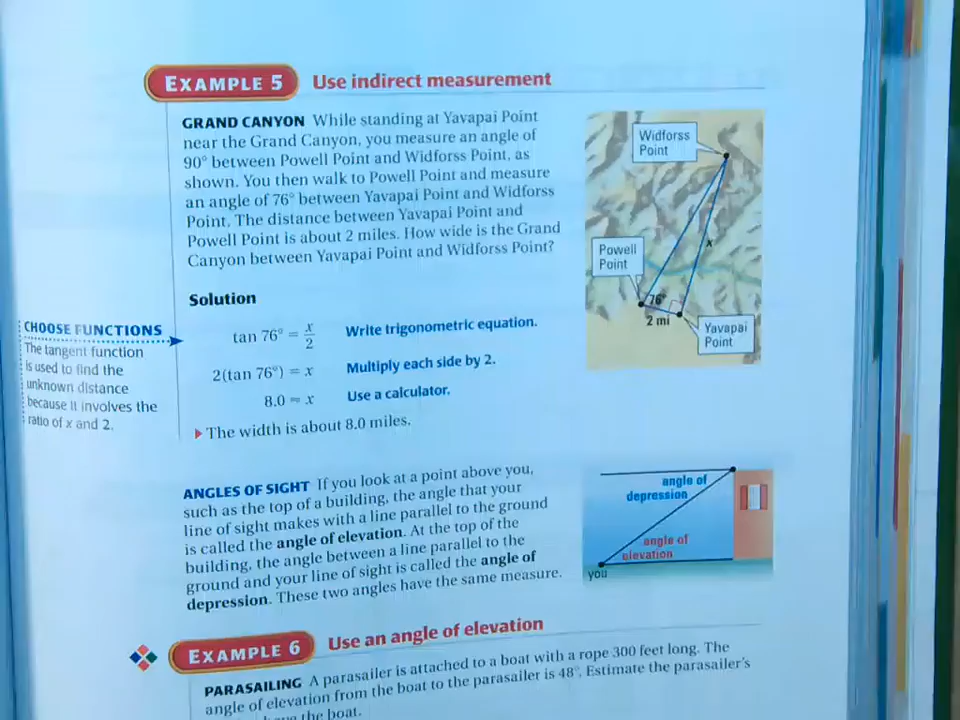 EXAMPLE 5 Use indirect measurement
GRAND CANYON While standing at Yavapai Point
near the Grand Canyon, you measure an angle of
90° between Powell Point and Widforss Point, as
shown. You then walk to Powell Point and measure
an angle of 76° between Yavapai Point and Widforss
Point. The distance between Yavapai Point and
Powell Point is about 2 miles. How wide is the Grand
Canyon between Yavapai Point and Widforss Point?
Widforss
Point
x
Powell
Point
76°
2 mi
Yavapai
Point
Solution
CHOOSE FUNCTIONS
The tangent function
is used to find the
unknown distance
because it involves the
ratio of x and 2.
tan 76° = x/2 Write trigonometric equation.
2(tan 76°) = x Multiply each side by 2.
8.0 ≈ x Use a calculator.
▸ The width is about 8.0 miles.
ANGLES OF SIGHT If you look at a point above you,
such as the top of a building, the angle that your
line of sight makes with a line parallel to the ground
is called the angle of elevation. At the top of the
building, the angle between a line parallel to the
ground and your line of sight is called the angle of
depression. These two angles have the same measure.
angle of
depression
angle of
elevation
you
EXAMPLE 6 Use an angle of elevation
PARASAILING A parasailer is attached to a boat with a rope 300 feet long. The
angle of elevation from the boat to the parasailer is 48°. Estimate the parasailer's
the boat.